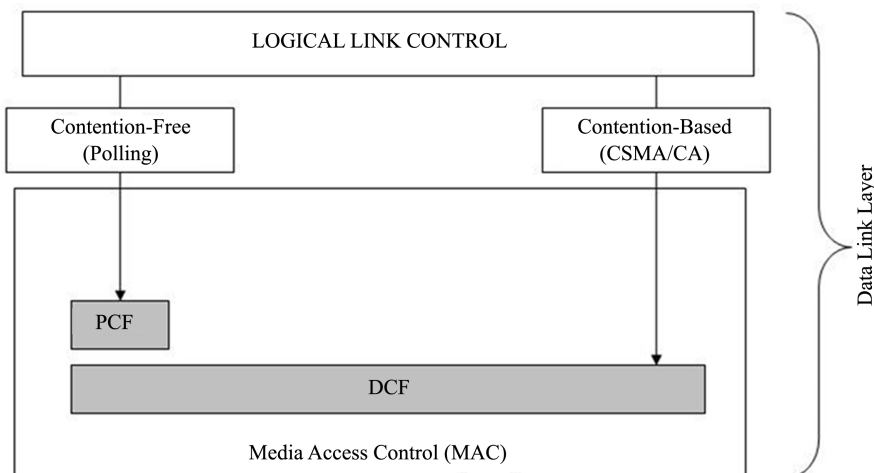 LOGICAL LINK CONTROL
Contention-Free
(Polling)
Contention-Based
(CSMA/CA)
PCF
DCF
Media Access Control (MAC)
Data Link Layer